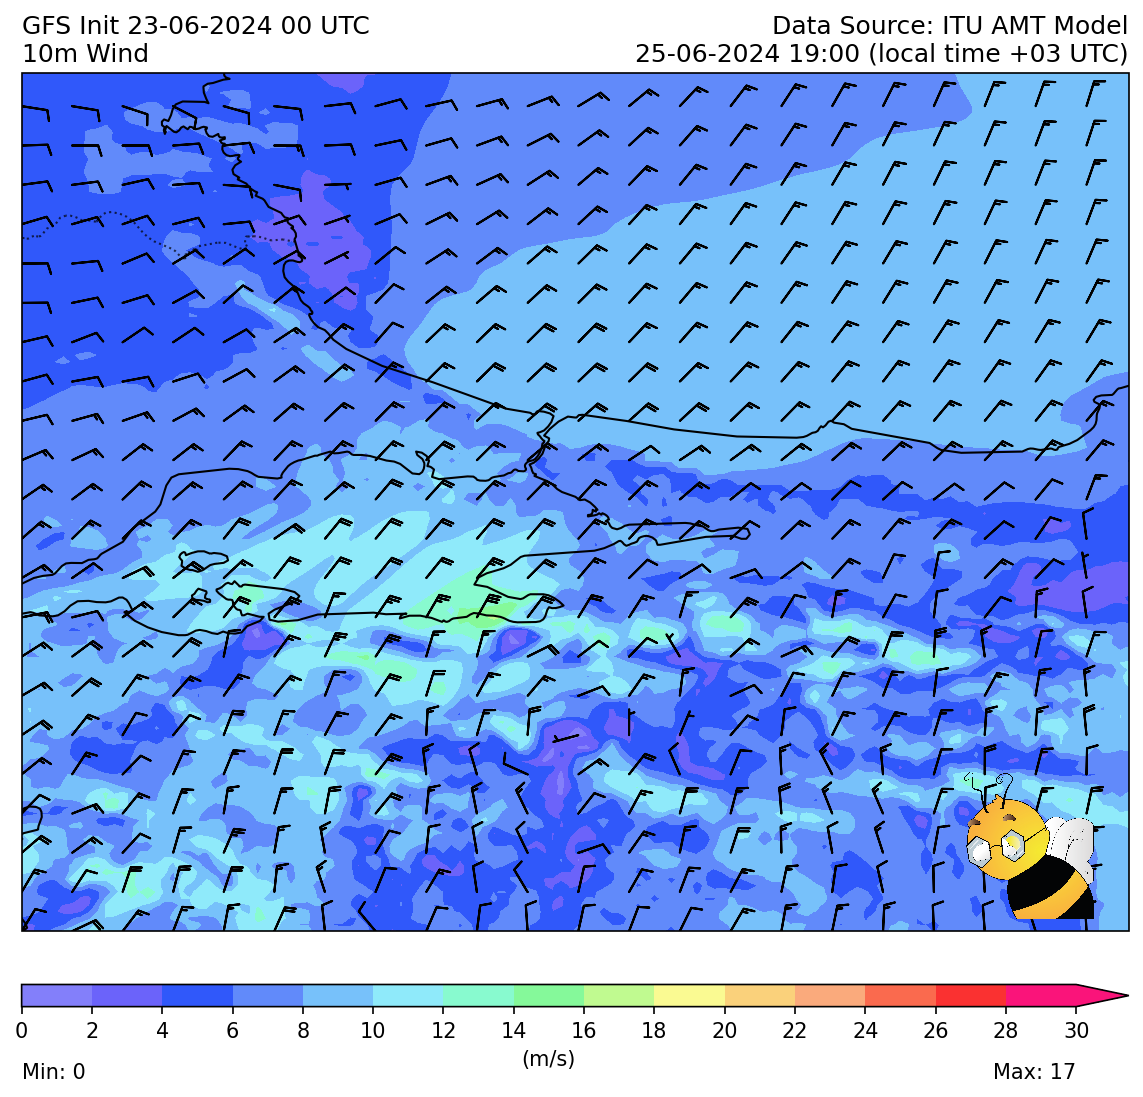 GFS Init 23-06-2024 00 UTC
Data Source: ITU AMT Model
10m Wind
25-06-2024 19:00 (local time +03 UTC)
0 2 4 6 8 10 12 14 16 18 20 22 24 26 28 30
(m/s)
Min: 0
Max: 17